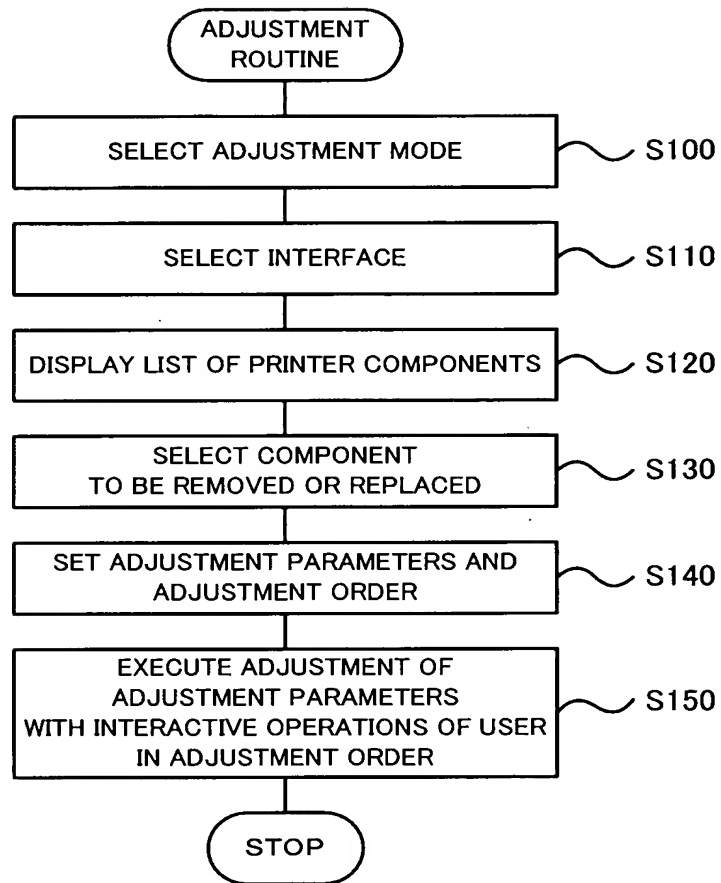 ADJUSTMENT
ROUTINE
SELECT ADJUSTMENT MODE
S100
SELECT INTERFACE
S110
DISPLAY LIST OF PRINTER COMPONENTS
S120
SELECT COMPONENT
TO BE REMOVED OR REPLACED
S130
SET ADJUSTMENT PARAMETERS AND
ADJUSTMENT ORDER
S140
EXECUTE ADJUSTMENT OF
ADJUSTMENT PARAMETERS
WITH INTERACTIVE OPERATIONS OF USER
IN ADJUSTMENT ORDER
S150
STOP